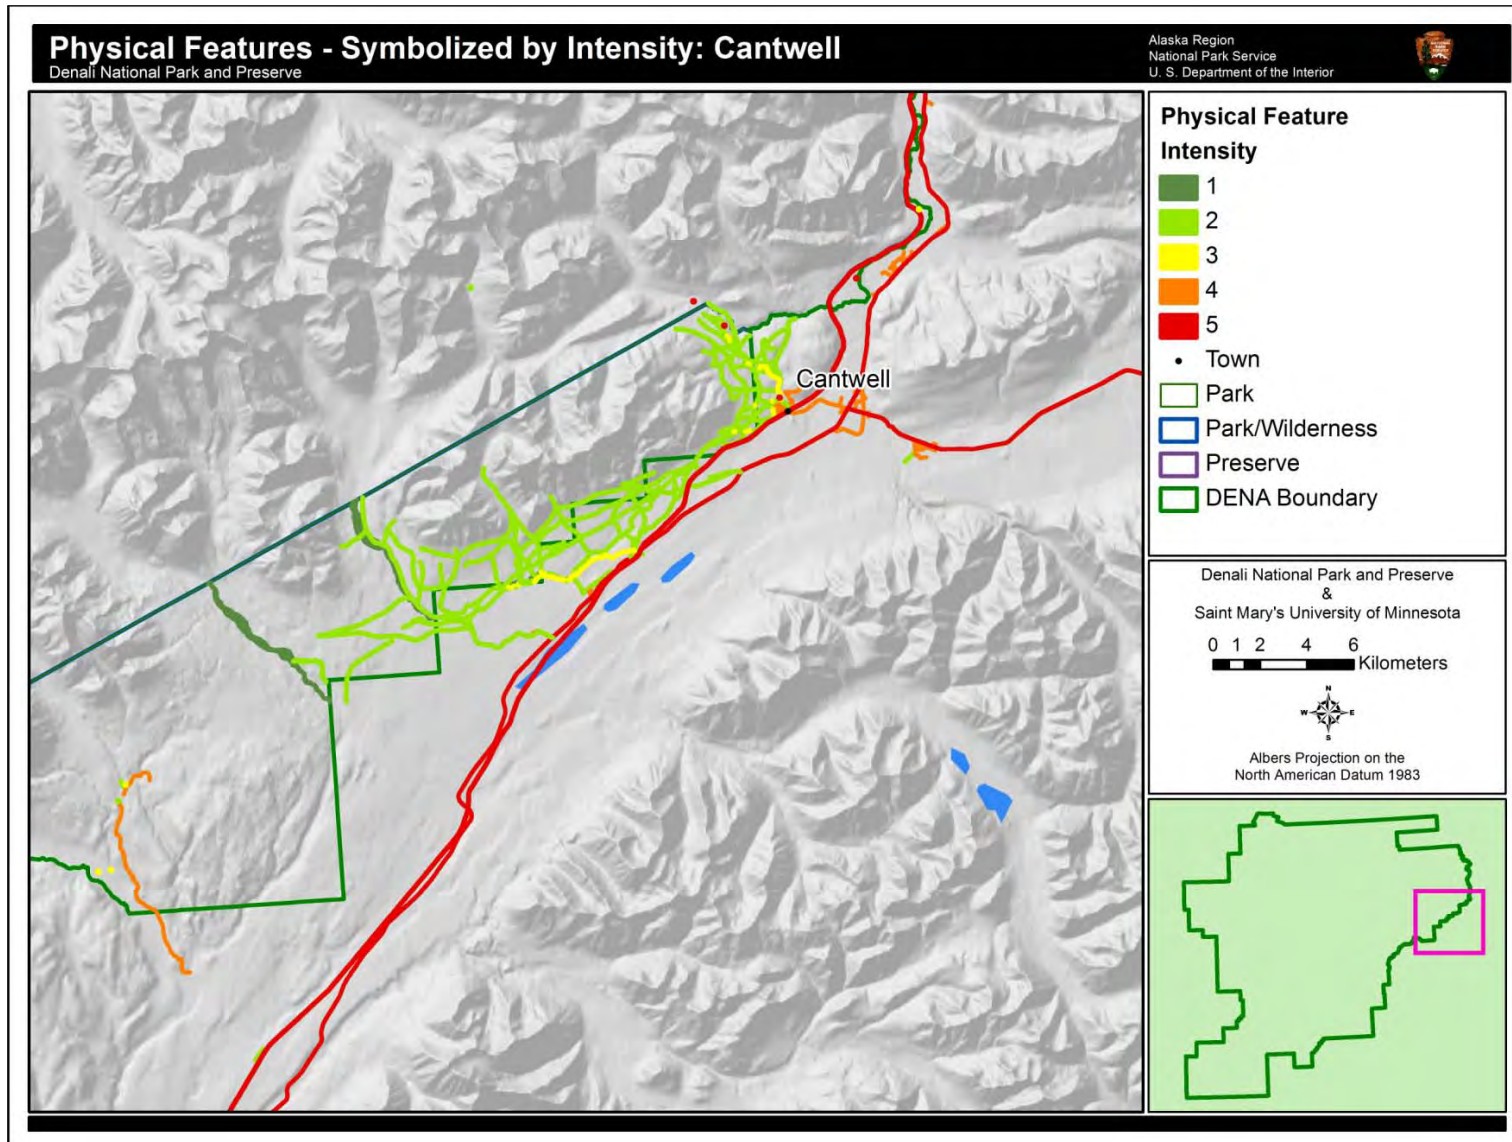 Physical Features - Symbolized by Intensity: Cantwell
Denali National Park and Preserve
Alaska Region
National Park Service
U. S. Department of the Interior
Cantwell
Physical Feature
Intensity
1
2
3
4
5
Town
Park
Park/Wilderness
Preserve
DENA Boundary
Denali National Park and Preserve
&
Saint Mary's University of Minnesota
0 1 2 4 6
Kilometers
N
W E
S
Albers Projection on the
North American Datum 1983